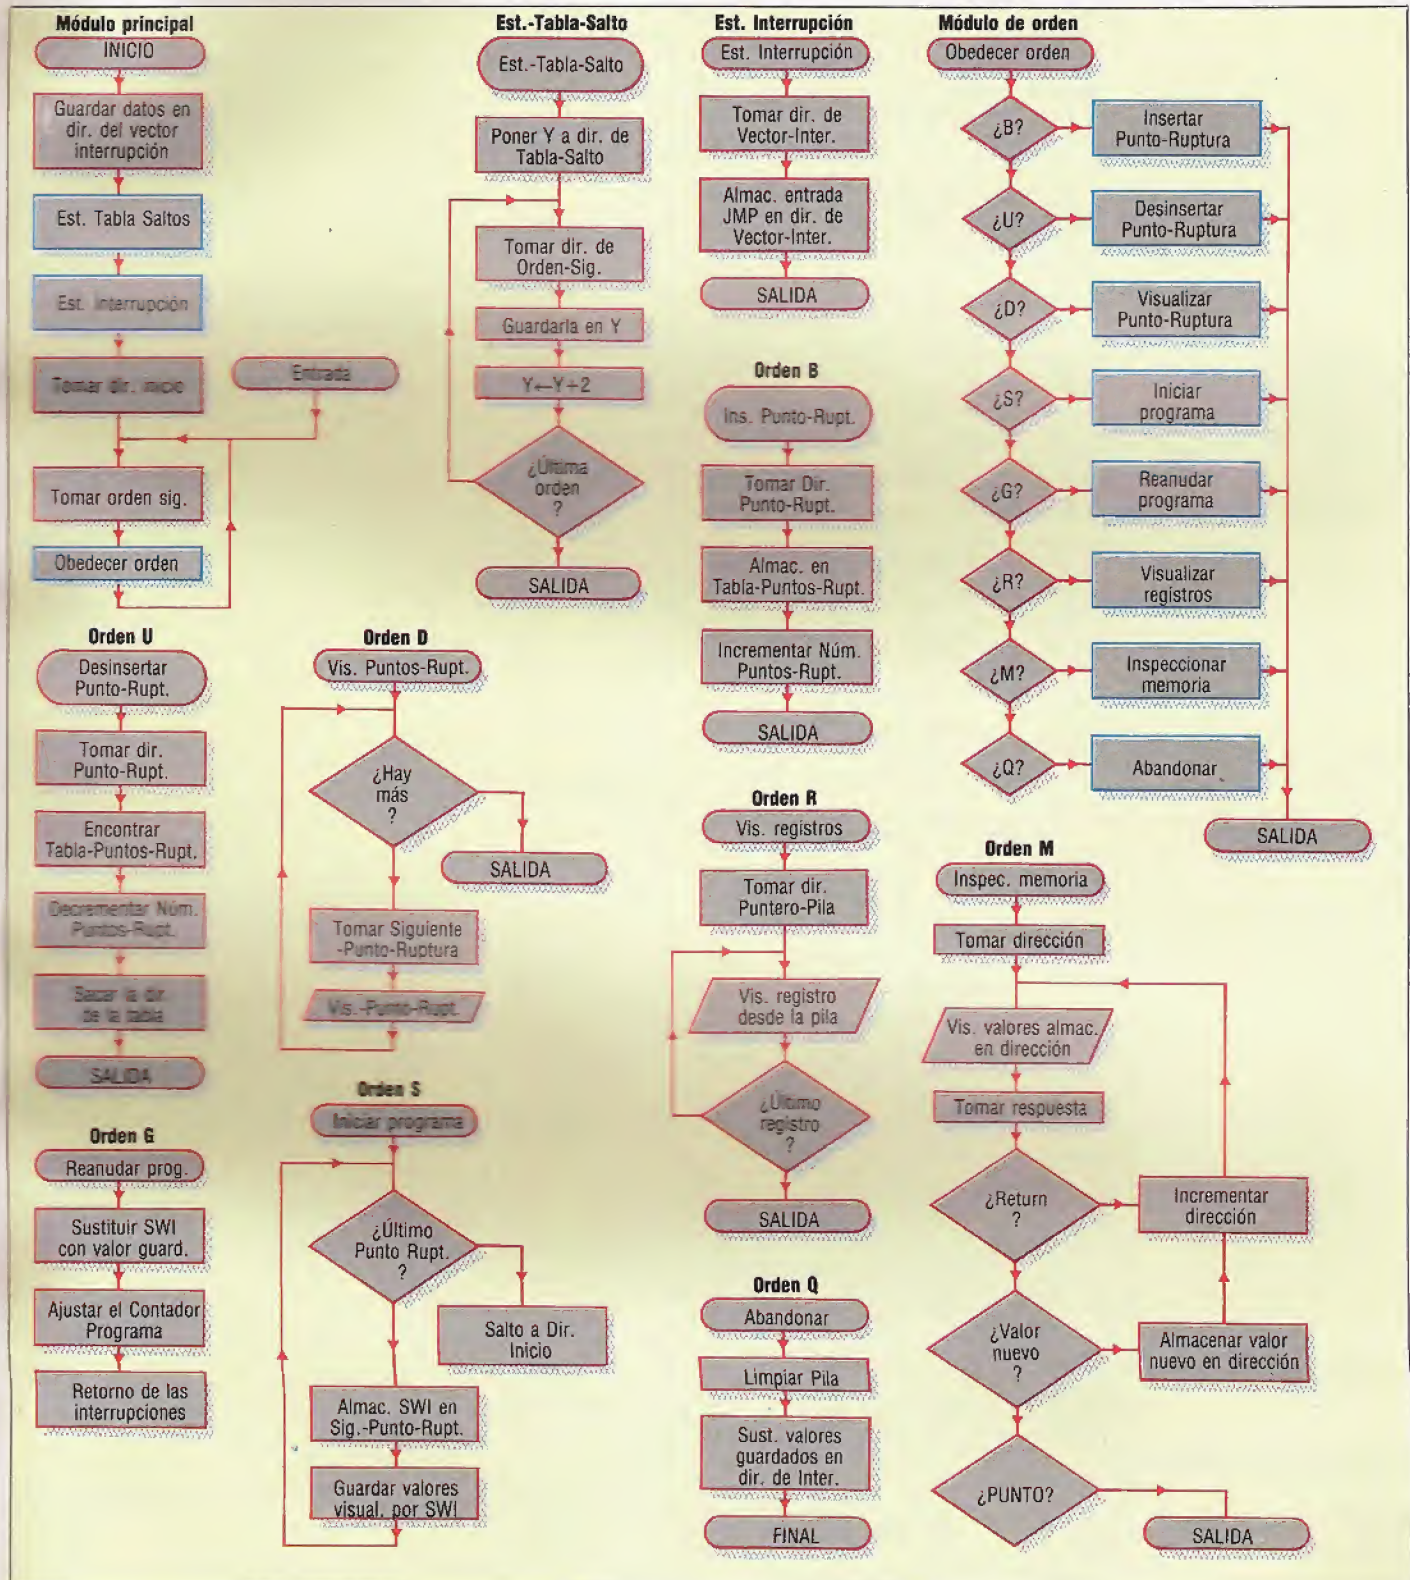 Módulo principal
INICIO
Guardar datos en
dir. del vector
interrupción
Est. Tabla Saltos
Est. Interrupción
Tomar dir. inicio
Entrada
Tomar orden sig.
Obedecer orden
Est.-Tabla-Salto
Est.-Tabla-Salto
Poner Y a dir. de
Tabla-Salto
Tomar dir. de
Orden-Sig.
Guardarla en Y
Y←Y+2
¿Última
orden
?
SALIDA
Est. Interrupción
Est. Interrupción
Tomar dir. de
Vector-Inter.
Almac. entrada
JMP en dir. de
Vector-Inter.
SALIDA
Orden B
Ins. Punto-Rupt.
Tomar Dir.
Punto-Rupt.
Almac. en
Tabla-Puntos-Rupt.
Incrementar Núm.
Puntos-Rupt.
SALIDA
Módulo de orden
Obedecer orden
¿B?
Insertar
Punto-Ruptura
¿U?
Desinsertar
Punto-Ruptura
¿D?
Visualizar
Punto-Ruptura
¿S?
Iniciar
programa
¿G?
Reanudar
programa
¿R?
Visualizar
registros
¿M?
Inspeccionar
memoria
¿Q?
Abandonar
SALIDA
Orden U
Desinsertar
Punto-Rupt.
Tomar dir.
Punto-Rupt.
Encontrar
Tabla-Puntos-Rupt.
Decrementar Núm.
Puntos-Rupt.
Sacar la dir.
de la tabla
SALIDA
Orden D
Vis. Puntos-Rupt.
¿Hay
más
?
SALIDA
Tomar Siguiente
-Punto-Ruptura
Vis.-Punto-Rupt.
Orden R
Vis. registros
Tomar dir.
Puntero-Pila
Vis. registro
desde la pila
¿Último
registro
?
SALIDA
Orden M
Inspec. memoria
Tomar dirección
Vis. valores almac.
en dirección
Tomar respuesta
¿Return
?
Incrementar
dirección
¿Valor
nuevo
?
Almacenar valor
nuevo en dirección
¿PUNTO?
SALIDA
Orden G
Reanudar prog.
Sustituir SWI
con valor guard.
Ajustar el Contador
Programa
Retorno de las
interrupciones
Orden S
Iniciar programa
¿Último
Punto Rupt.
?
Salto a Dir.
Inicio
Almac. SWI en
Sig.-Punto-Rupt.
Guardar valores
visual. por SWI
Orden Q
Abandonar
Limpiar Pila
Sust. valores
guardados en
dir. de Inter.
FINAL